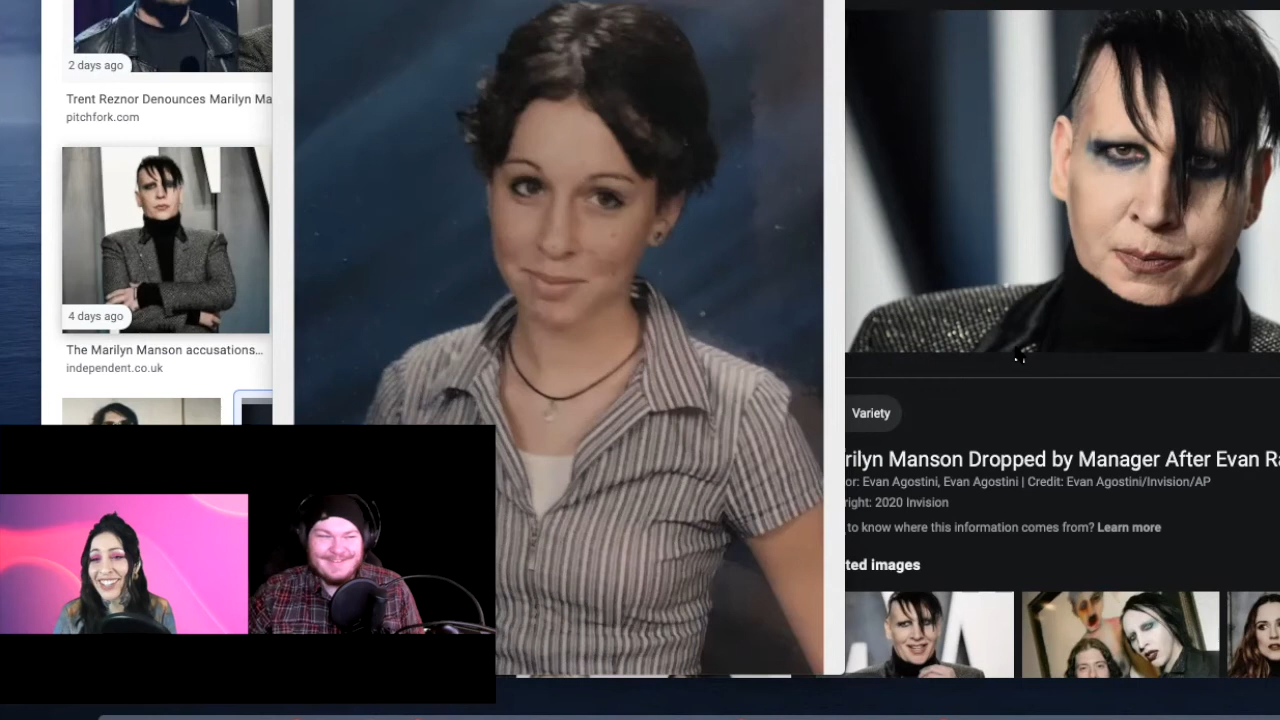 2 days ago
Trent Reznor Denounces Marilyn Ma
pitchfork.com
4 days ago
The Marilyn Manson accusations...
independent.co.uk
Variety
rilyn Manson Dropped by Manager After Evan R
or: Evan Agostini, Evan Agostini | Credit: Evan Agostini/Invision/AP
right: 2020 Invision
to know where this information comes from? Learn more
ted images